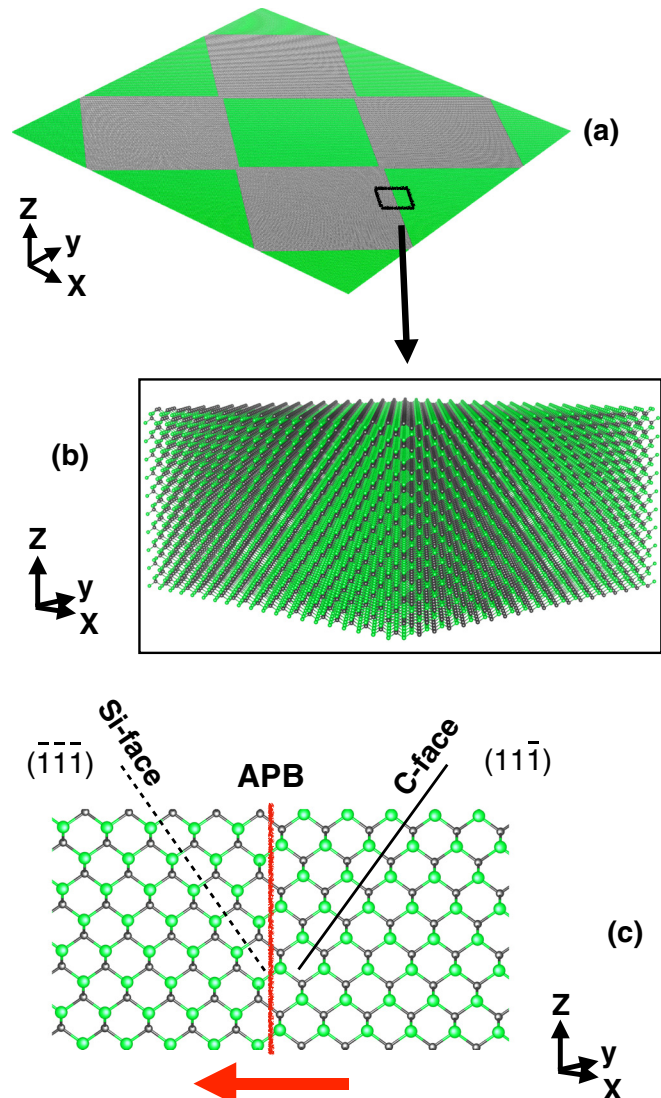 (a)
Z
y
X
(b)
Z
y
X
Si-face
(1̅1̅1̅)
APB
C-face
(111̅)
(c)
Z
y
X